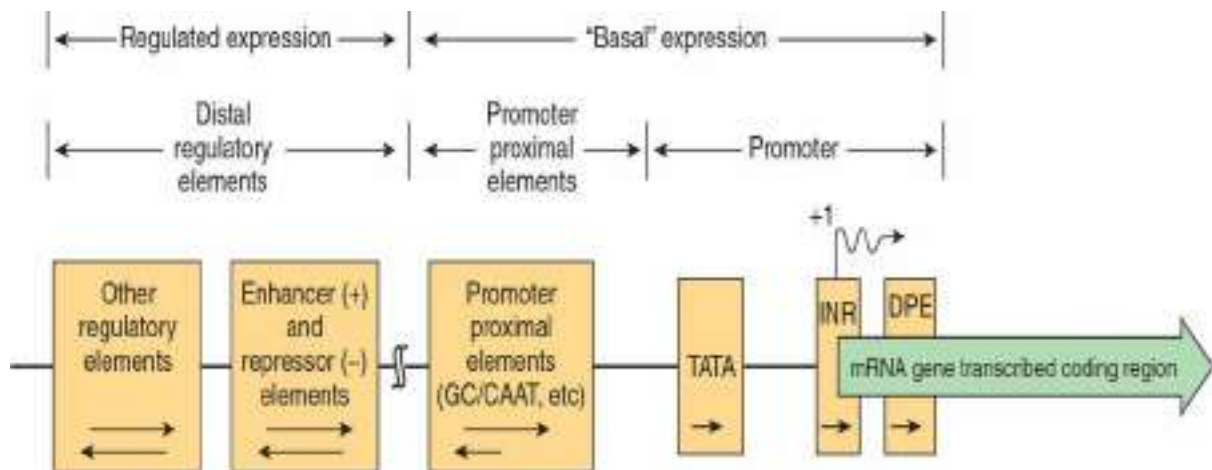 Regulated expression
"Basal" expression
Distal
regulatory
elements
Promoter
proximal
elements
Promoter
+1
Other
regulatory
elements
Enhancer (+)
and
repressor (–)
elements
Promoter
proximal
elements
(GC/CAAT, etc)
TATA
INR
DPE
mRNA gene transcribed coding region